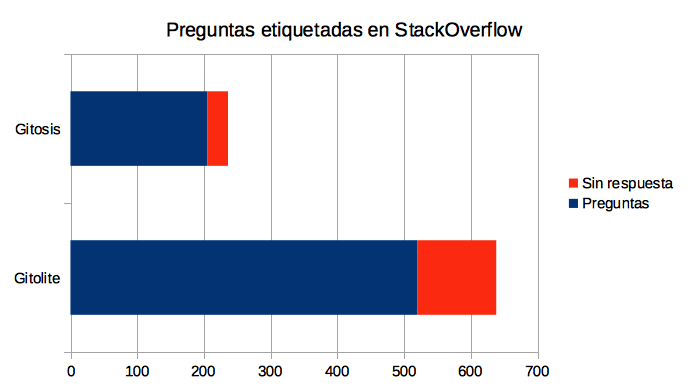 Preguntas etiquetadas en StackOverflow
Gitosis
Sin respuesta
Preguntas
Gitolite
0 100 200 300 400 500 600 700